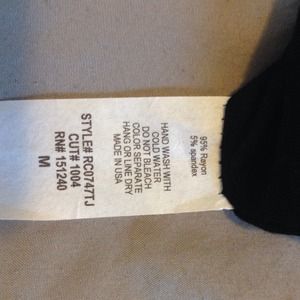 95% Rayon
5% spandex
HAND WASH WITH
COLD WATER
DO NOT BLEACH
COLOR SEPARATE
HANG OR LINE DRY
MADE IN USA
STYLE# RC0747TJ
CUT# 1004
RN# 151240
M